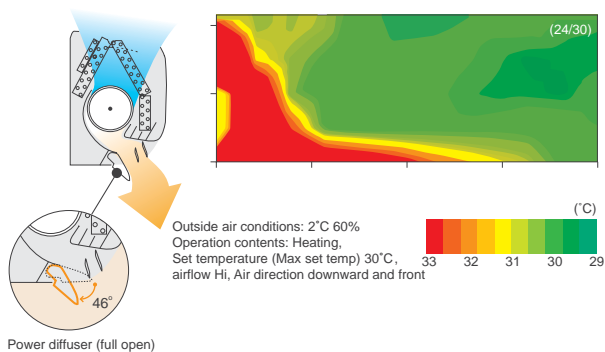 (24/30)
(˚C)
33 32 31 30 29
Outside air conditions: 2˚C 60%
Operation contents: Heating,
Set temperature (Max set temp) 30˚C,
airflow Hi, Air direction downward and front
46°
Power diffuser (full open)